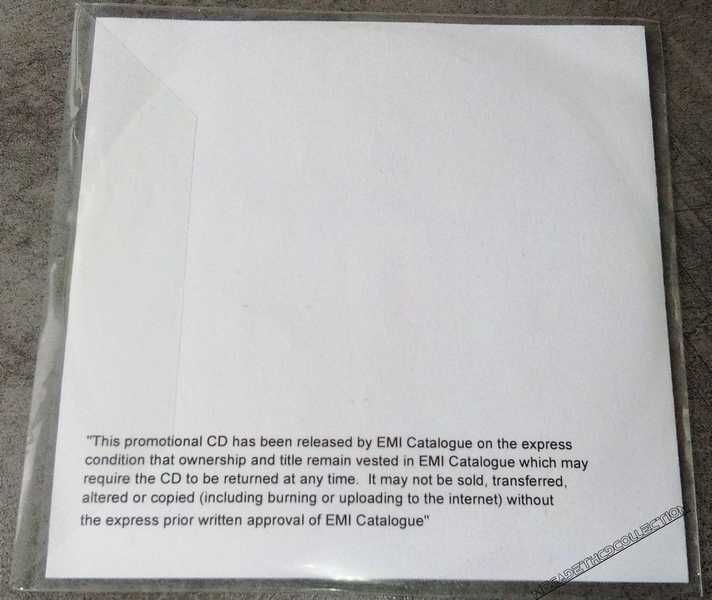 "This promotional CD has been released by EMI Catalogue on the express
condition that ownership and title remain vested in EMI Catalogue which may
require the CD to be returned at any time.  It may not be sold, transferred,
altered or copied (including burning or uploading to the internet) without
the express prior written approval of EMI Catalogue"